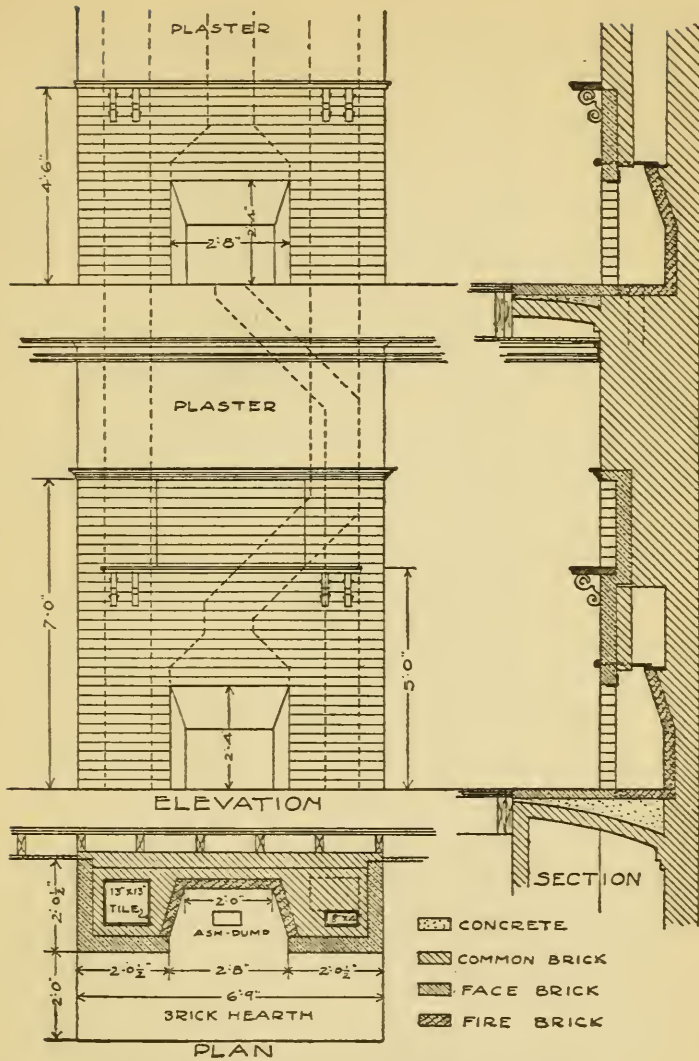 PLASTER
4'·6"
2'·4"
2'·8"
PLASTER
7'·0"
5'·0"
2'·4"
ELEVATION
2'·0½"
13"X13"
TILE
2'·0"
ASH-DUMP
2'·0½" 2'·8" 2'·0½"
2'·0"
6'·9"
BRICK HEARTH
PLAN
SECTION
CONCRETE
COMMON BRICK
FACE BRICK
FIRE BRICK